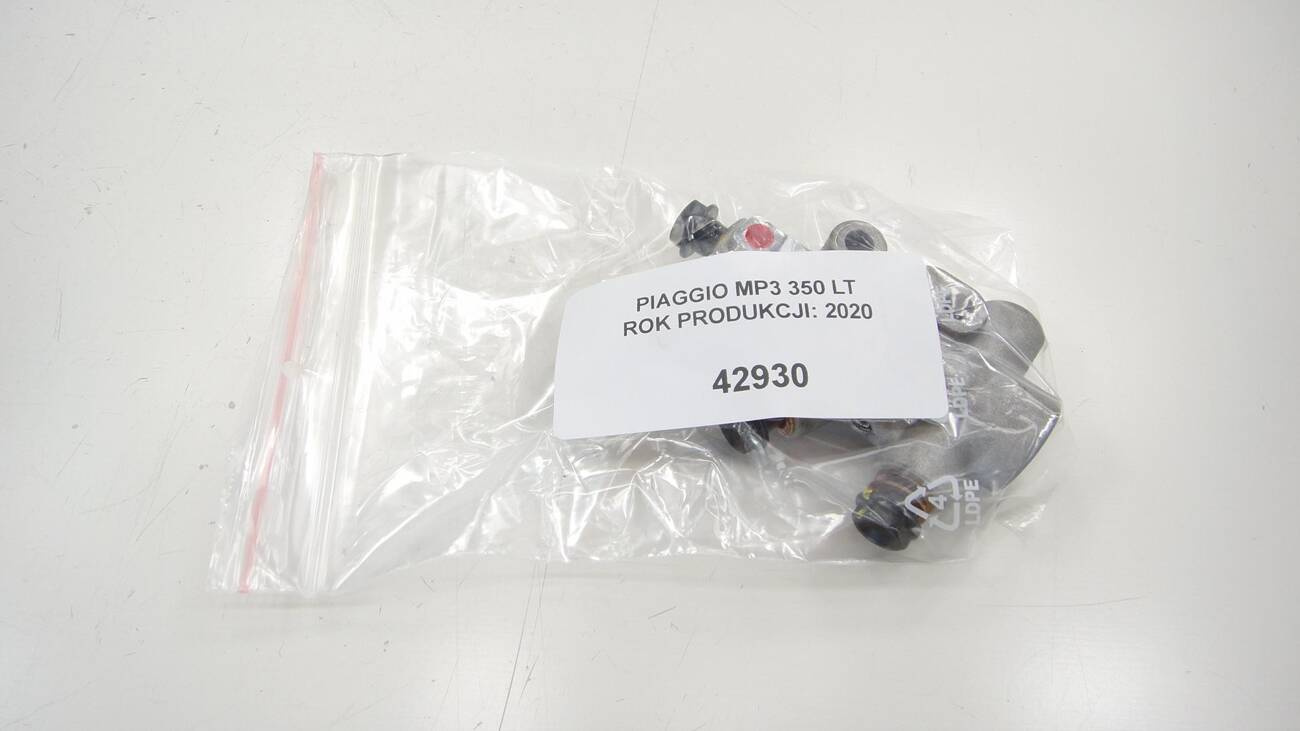 PIAGGIO MP3 350 LT
ROK PRODUKCJI: 2020
42930
LDPE
4
LDPE